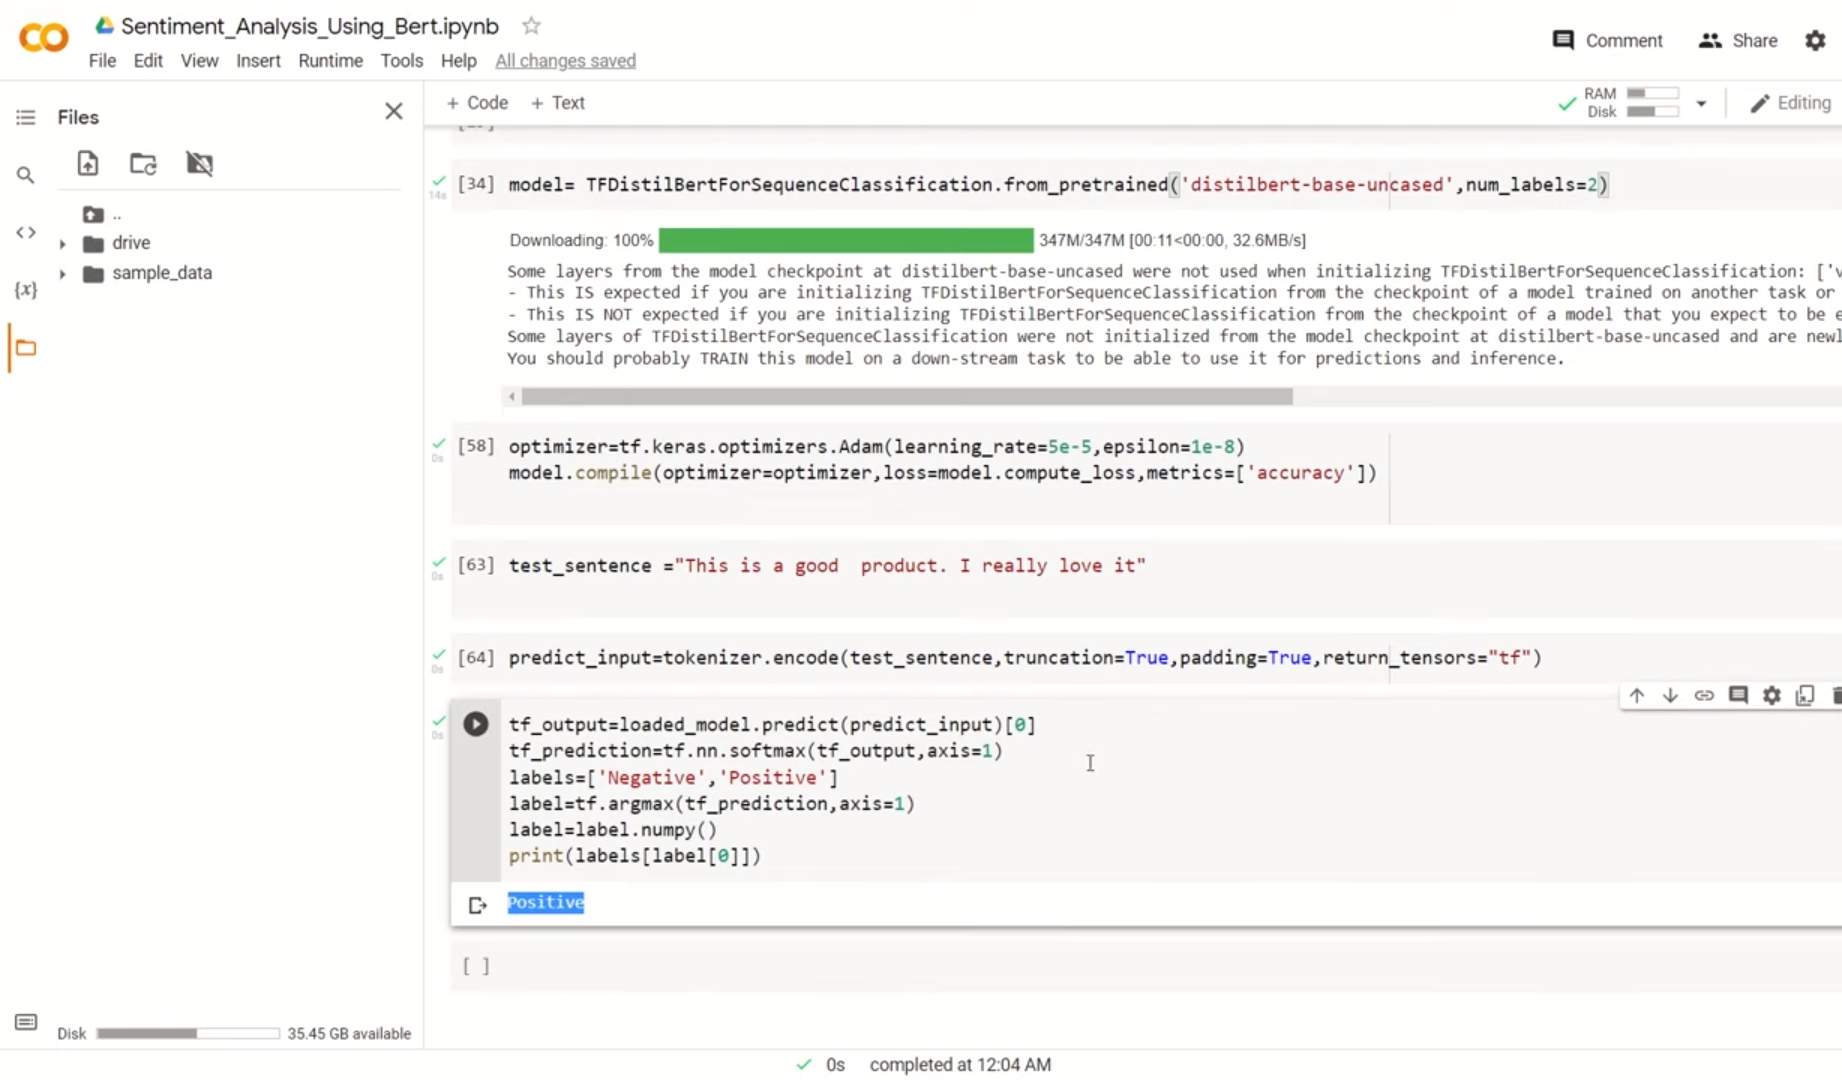 Sentiment_Analysis_Using_Bert.ipynb
File Edit View Insert Runtime Tools Help All changes saved
Comment Share
Files
+ Code + Text
RAM
Disk
Editing
..
drive
sample_data
{x}
[34] model= TFDistilBertForSequenceClassification.from_pretrained('distilbert-base-uncased',num_labels=2)
14s
Downloading: 100% 347M/347M [00:11<00:00, 32.6MB/s]
Some layers from the model checkpoint at distilbert-base-uncased were not used when initializing TFDistilBertForSequenceClassification: ['v
- This IS expected if you are initializing TFDistilBertForSequenceClassification from the checkpoint of a model trained on another task or
- This IS NOT expected if you are initializing TFDistilBertForSequenceClassification from the checkpoint of a model that you expect to be e
Some layers of TFDistilBertForSequenceClassification were not initialized from the model checkpoint at distilbert-base-uncased and are newl
You should probably TRAIN this model on a down-stream task to be able to use it for predictions and inference.
[58] optimizer=tf.keras.optimizers.Adam(learning_rate=5e-5,epsilon=1e-8)
0s
model.compile(optimizer=optimizer,loss=model.compute_loss,metrics=['accuracy'])
[63] test_sentence ="This is a good  product. I really love it"
0s
[64] predict_input=tokenizer.encode(test_sentence,truncation=True,padding=True,return_tensors="tf")
0s
tf_output=loaded_model.predict(predict_input)[0]
0s
tf_prediction=tf.nn.softmax(tf_output,axis=1)
labels=['Negative','Positive']
label=tf.argmax(tf_prediction,axis=1)
label=label.numpy()
print(labels[label[0]])
Positive
[ ]
Disk 35.45 GB available
0s completed at 12:04 AM